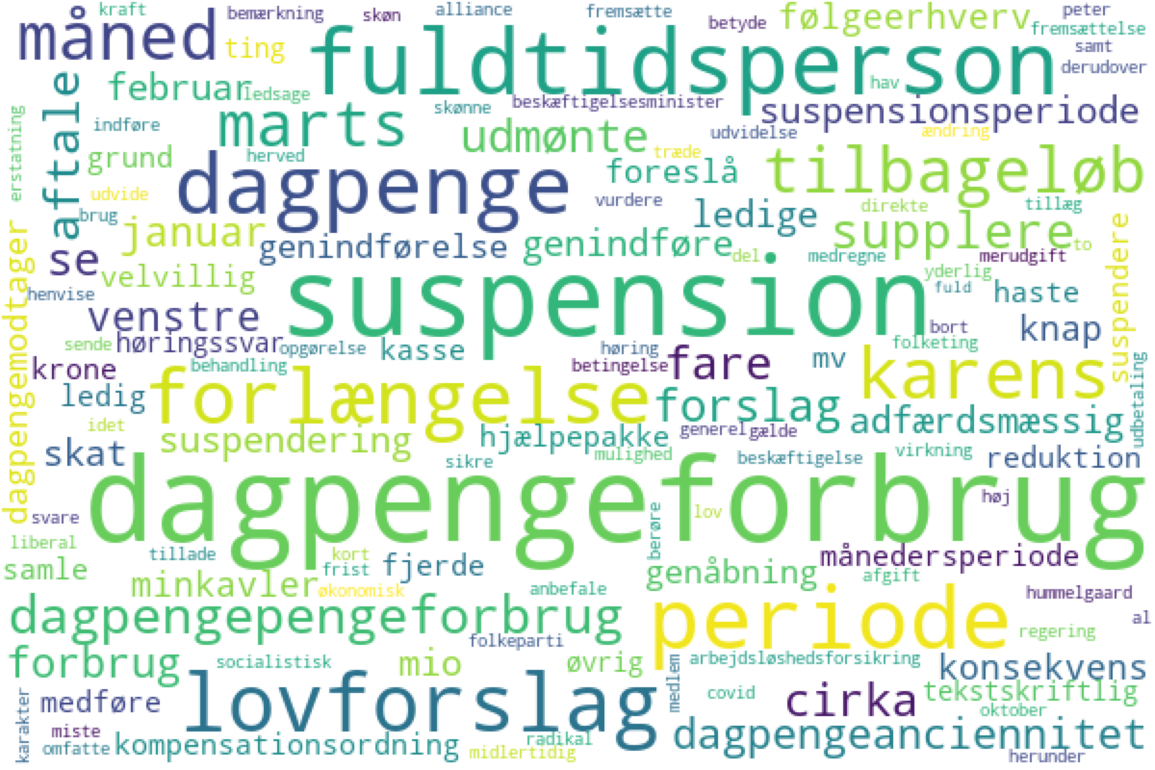 kraft
bemærkning
skøn
alliance
fremsætte
betyde
følgeerhverv
peter
fremsættelse
måned
ting
fuldtidsperson
samt
derudover
aftale
februar
ledsage
hav
marts
skønne
beskæftigelsesminister
suspensionsperiode
erstatning
indføre
udmønte
udvidelse
ændring
grund
herved
træde
tilbageløb
dagpenge
foreslå
udvide
vurdere
ledige
direkte
tillæg
brug
januar
genindførelse
genindføre
del
medregne
supplere
to
suspendere
se
velvillig
merudgift
yderlig
henvise
suspension
fuld
haste
venstre
bort
knap
sende
høringssvar
opgørelse
kasse
høring
folketing
dagpengemodtager
krone
behandling
betingelse
fare
mv
karens
udbetaling
ledig
forlængelse
forslag
adfærdsmæssig
idet
suspendering
hjælpepakke
generel
gælde
skat
sikre
mulighed
beskæftigelse
virkning
reduktion
dagpengeforbrug
høj
svare
lov
berøre
liberal
tillade
kort
månedersperiode
samle
frist
fjerde
minkavler
økonomisk
anbefale
genåbning
afgift
hummelgaard
dagpengepengeforbrug
periode
al
folkeparti
regering
forbrug
socialistisk
mio
øvrig
arbejdsløshedsforsikring
konsekvens
karakter
medføre
lovforslag
medlem
covid
cirka
tekstskriftlig
oktober
miste
omfatte
kompensationsordning
radikal
midlertidig
dagpengeanciennitet
herunder